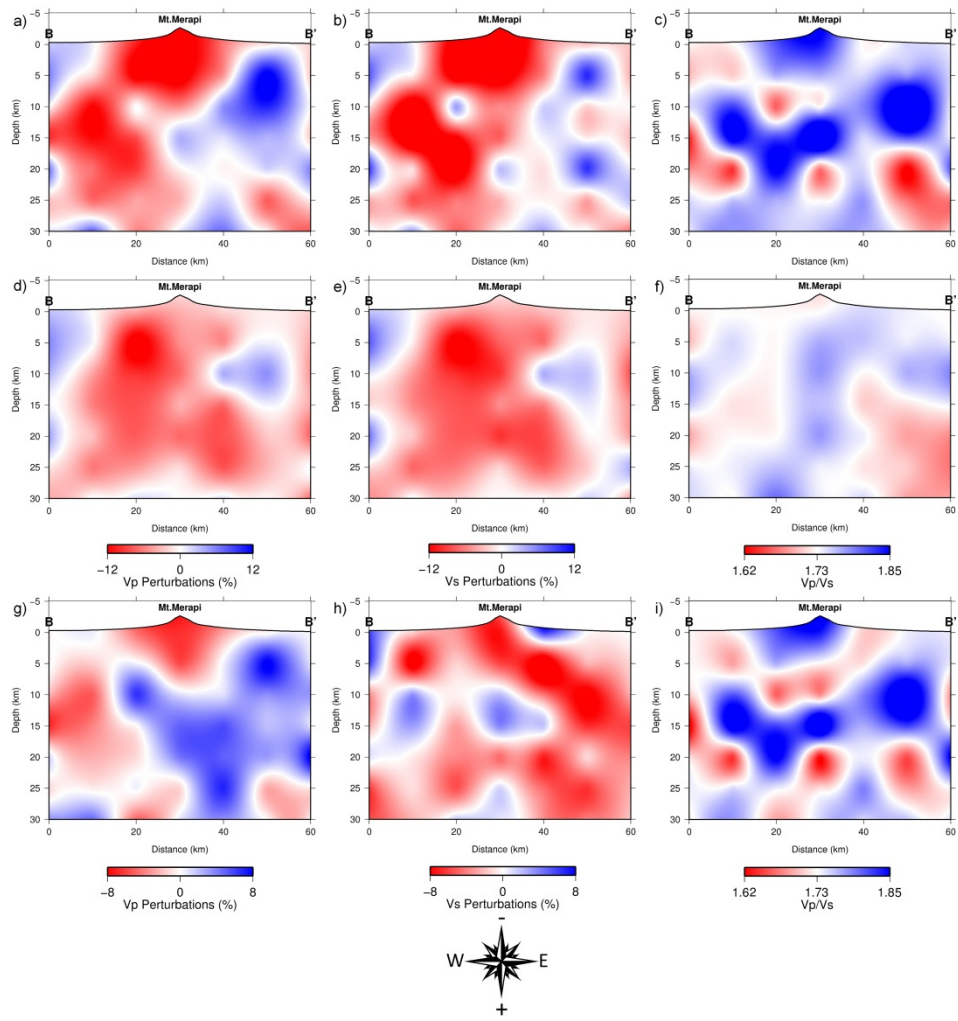 a) Mt.Merapi b) Mt.Merapi c) Mt.Merapi
B B' B B' B B'
−5 −5 −5
0 0 0
5 5 5
10 10 10
15 15 15
20 20 20
25 25 25
30 30 30
Depth (km) Depth (km) Depth (km)
0 20 40 60 0 20 40 60 0 20 40 60
Distance (km) Distance (km) Distance (km)
d) Mt.Merapi e) Mt.Merapi f) Mt.Merapi
B B' B B' B B'
−5 −5 −5
0 0 0
5 5 5
10 10 10
15 15 15
20 20 20
25 25 25
30 30 30
Depth (km) Depth (km) Depth (km)
0 20 40 60 0 20 40 60 0 20 40 60
Distance (km) Distance (km) Distance (km)
−12 0 12 −12 0 12 1.62 1.73 1.85
Vp Perturbations (%) Vs Perturbations (%) Vp/Vs
g) Mt.Merapi h) Mt.Merapi i) Mt.Merapi
B B' B B' B B'
−5 −5 −5
0 0 0
5 5 5
10 10 10
15 15 15
20 20 20
25 25 25
30 30 30
Depth (km) Depth (km) Depth (km)
0 20 40 60 0 20 40 60 0 20 40 60
Distance (km) Distance (km) Distance (km)
−8 0 8 −8 0 8 1.62 1.73 1.85
Vp Perturbations (%) Vs Perturbations (%) Vp/Vs
-
W E
+